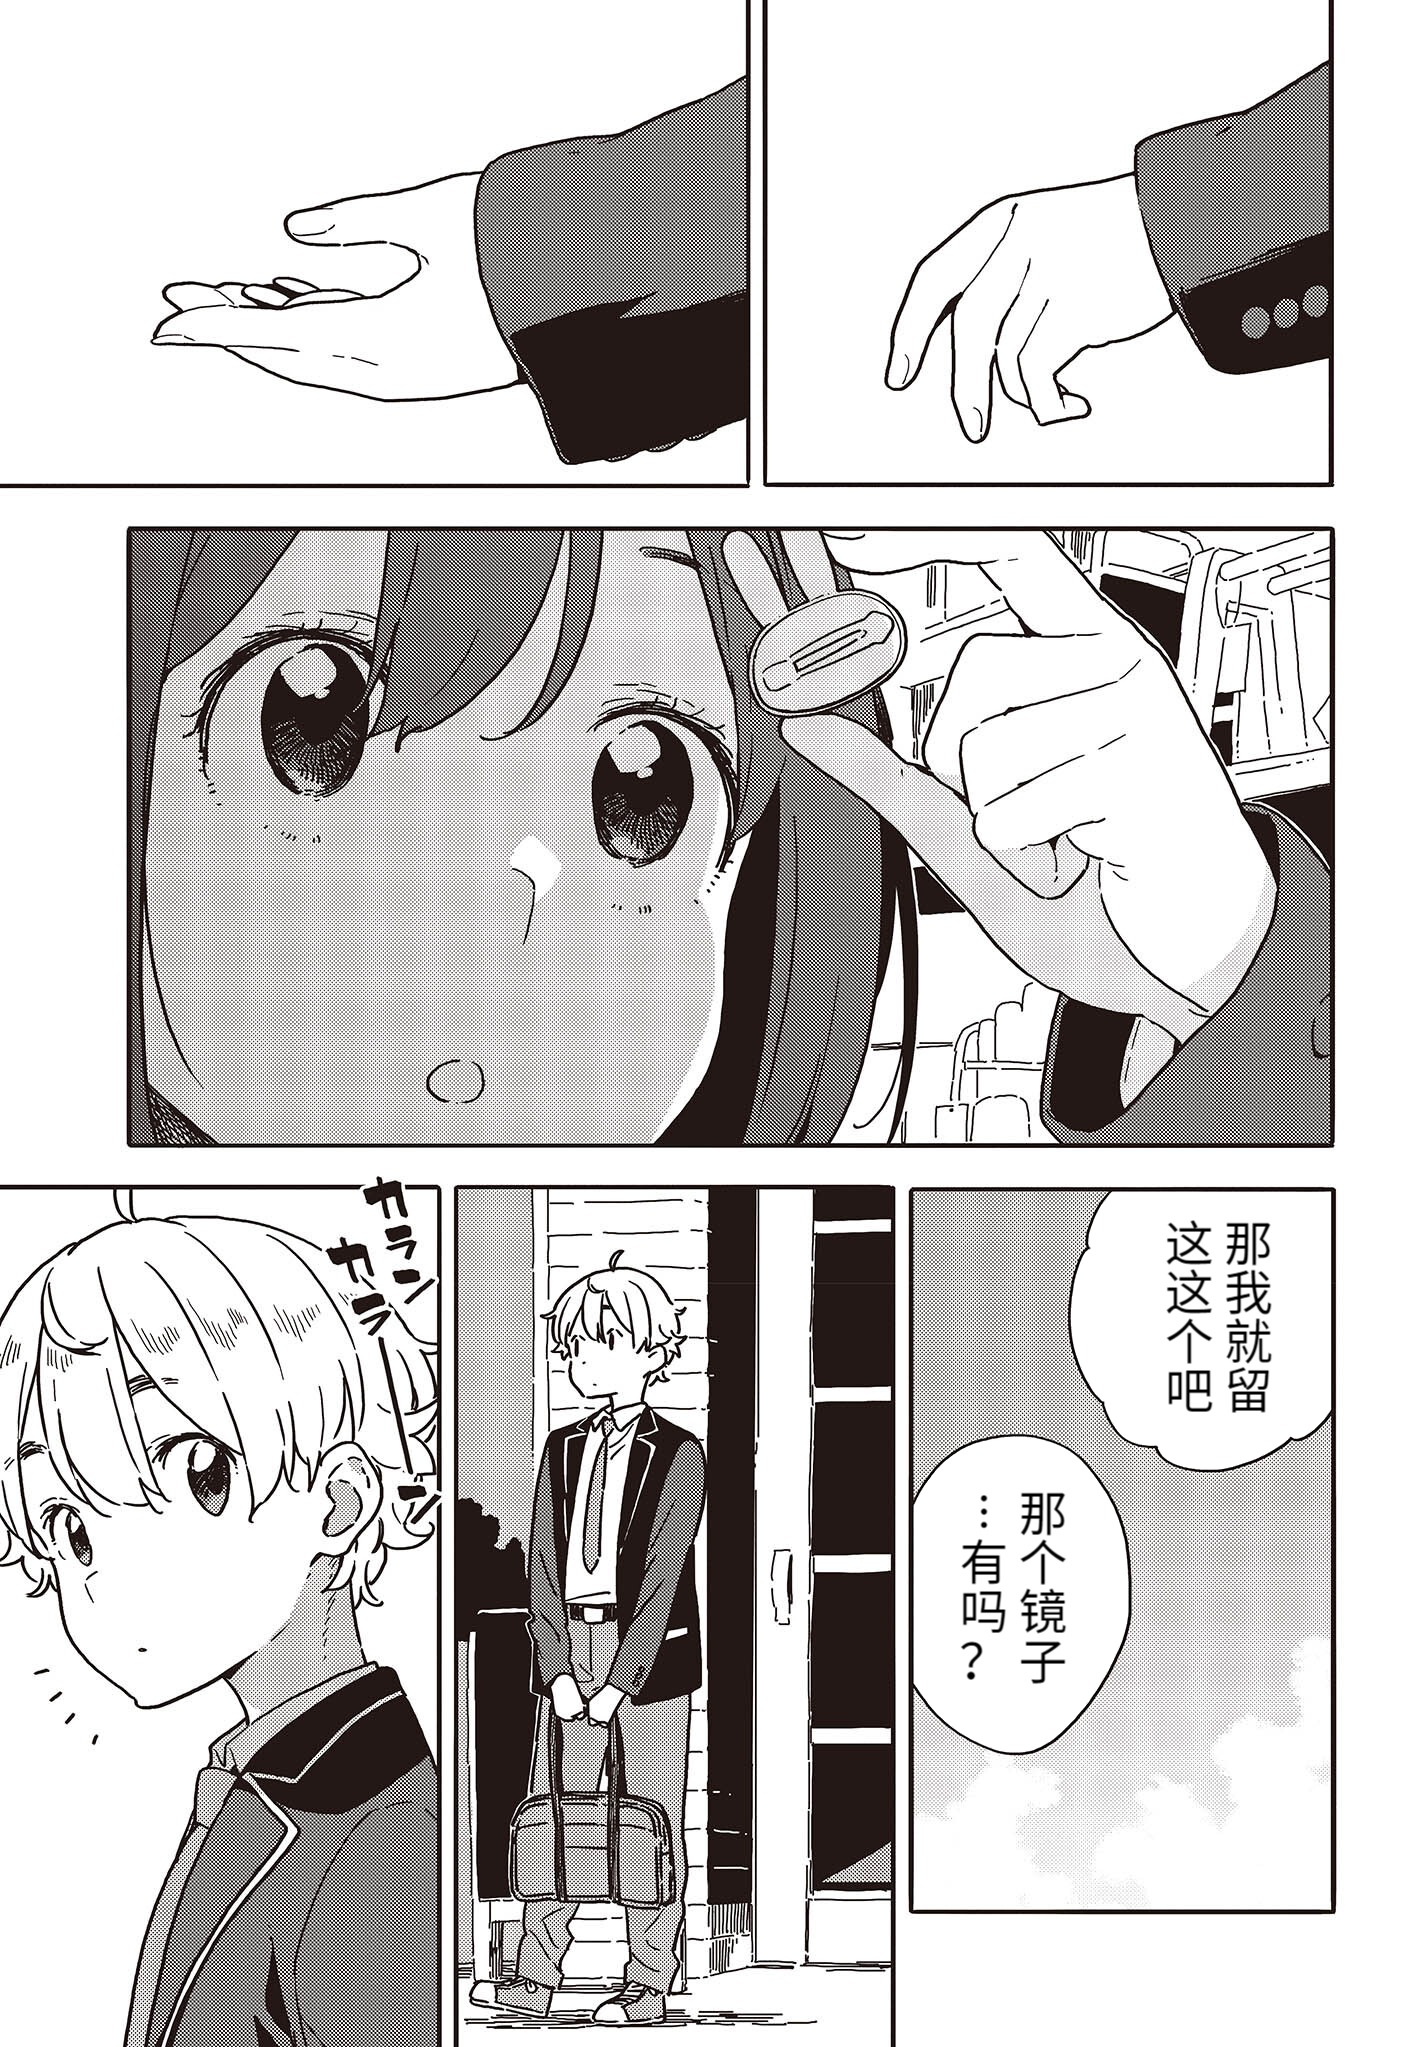 那我就留
这这个吧
那个镜子
…有吗？
カラン
カラーン